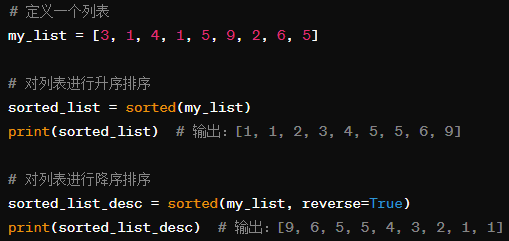 # 定义一个列表
my_list = [3, 1, 4, 1, 5, 9, 2, 6, 5]
# 对列表进行升序排序
sorted_list = sorted(my_list)
print(sorted_list)  # 输出：[1, 1, 2, 3, 4, 5, 5, 6, 9]
# 对列表进行降序排序
sorted_list_desc = sorted(my_list, reverse=True)
print(sorted_list_desc)  # 输出：[9, 6, 5, 5, 4, 3, 2, 1, 1]